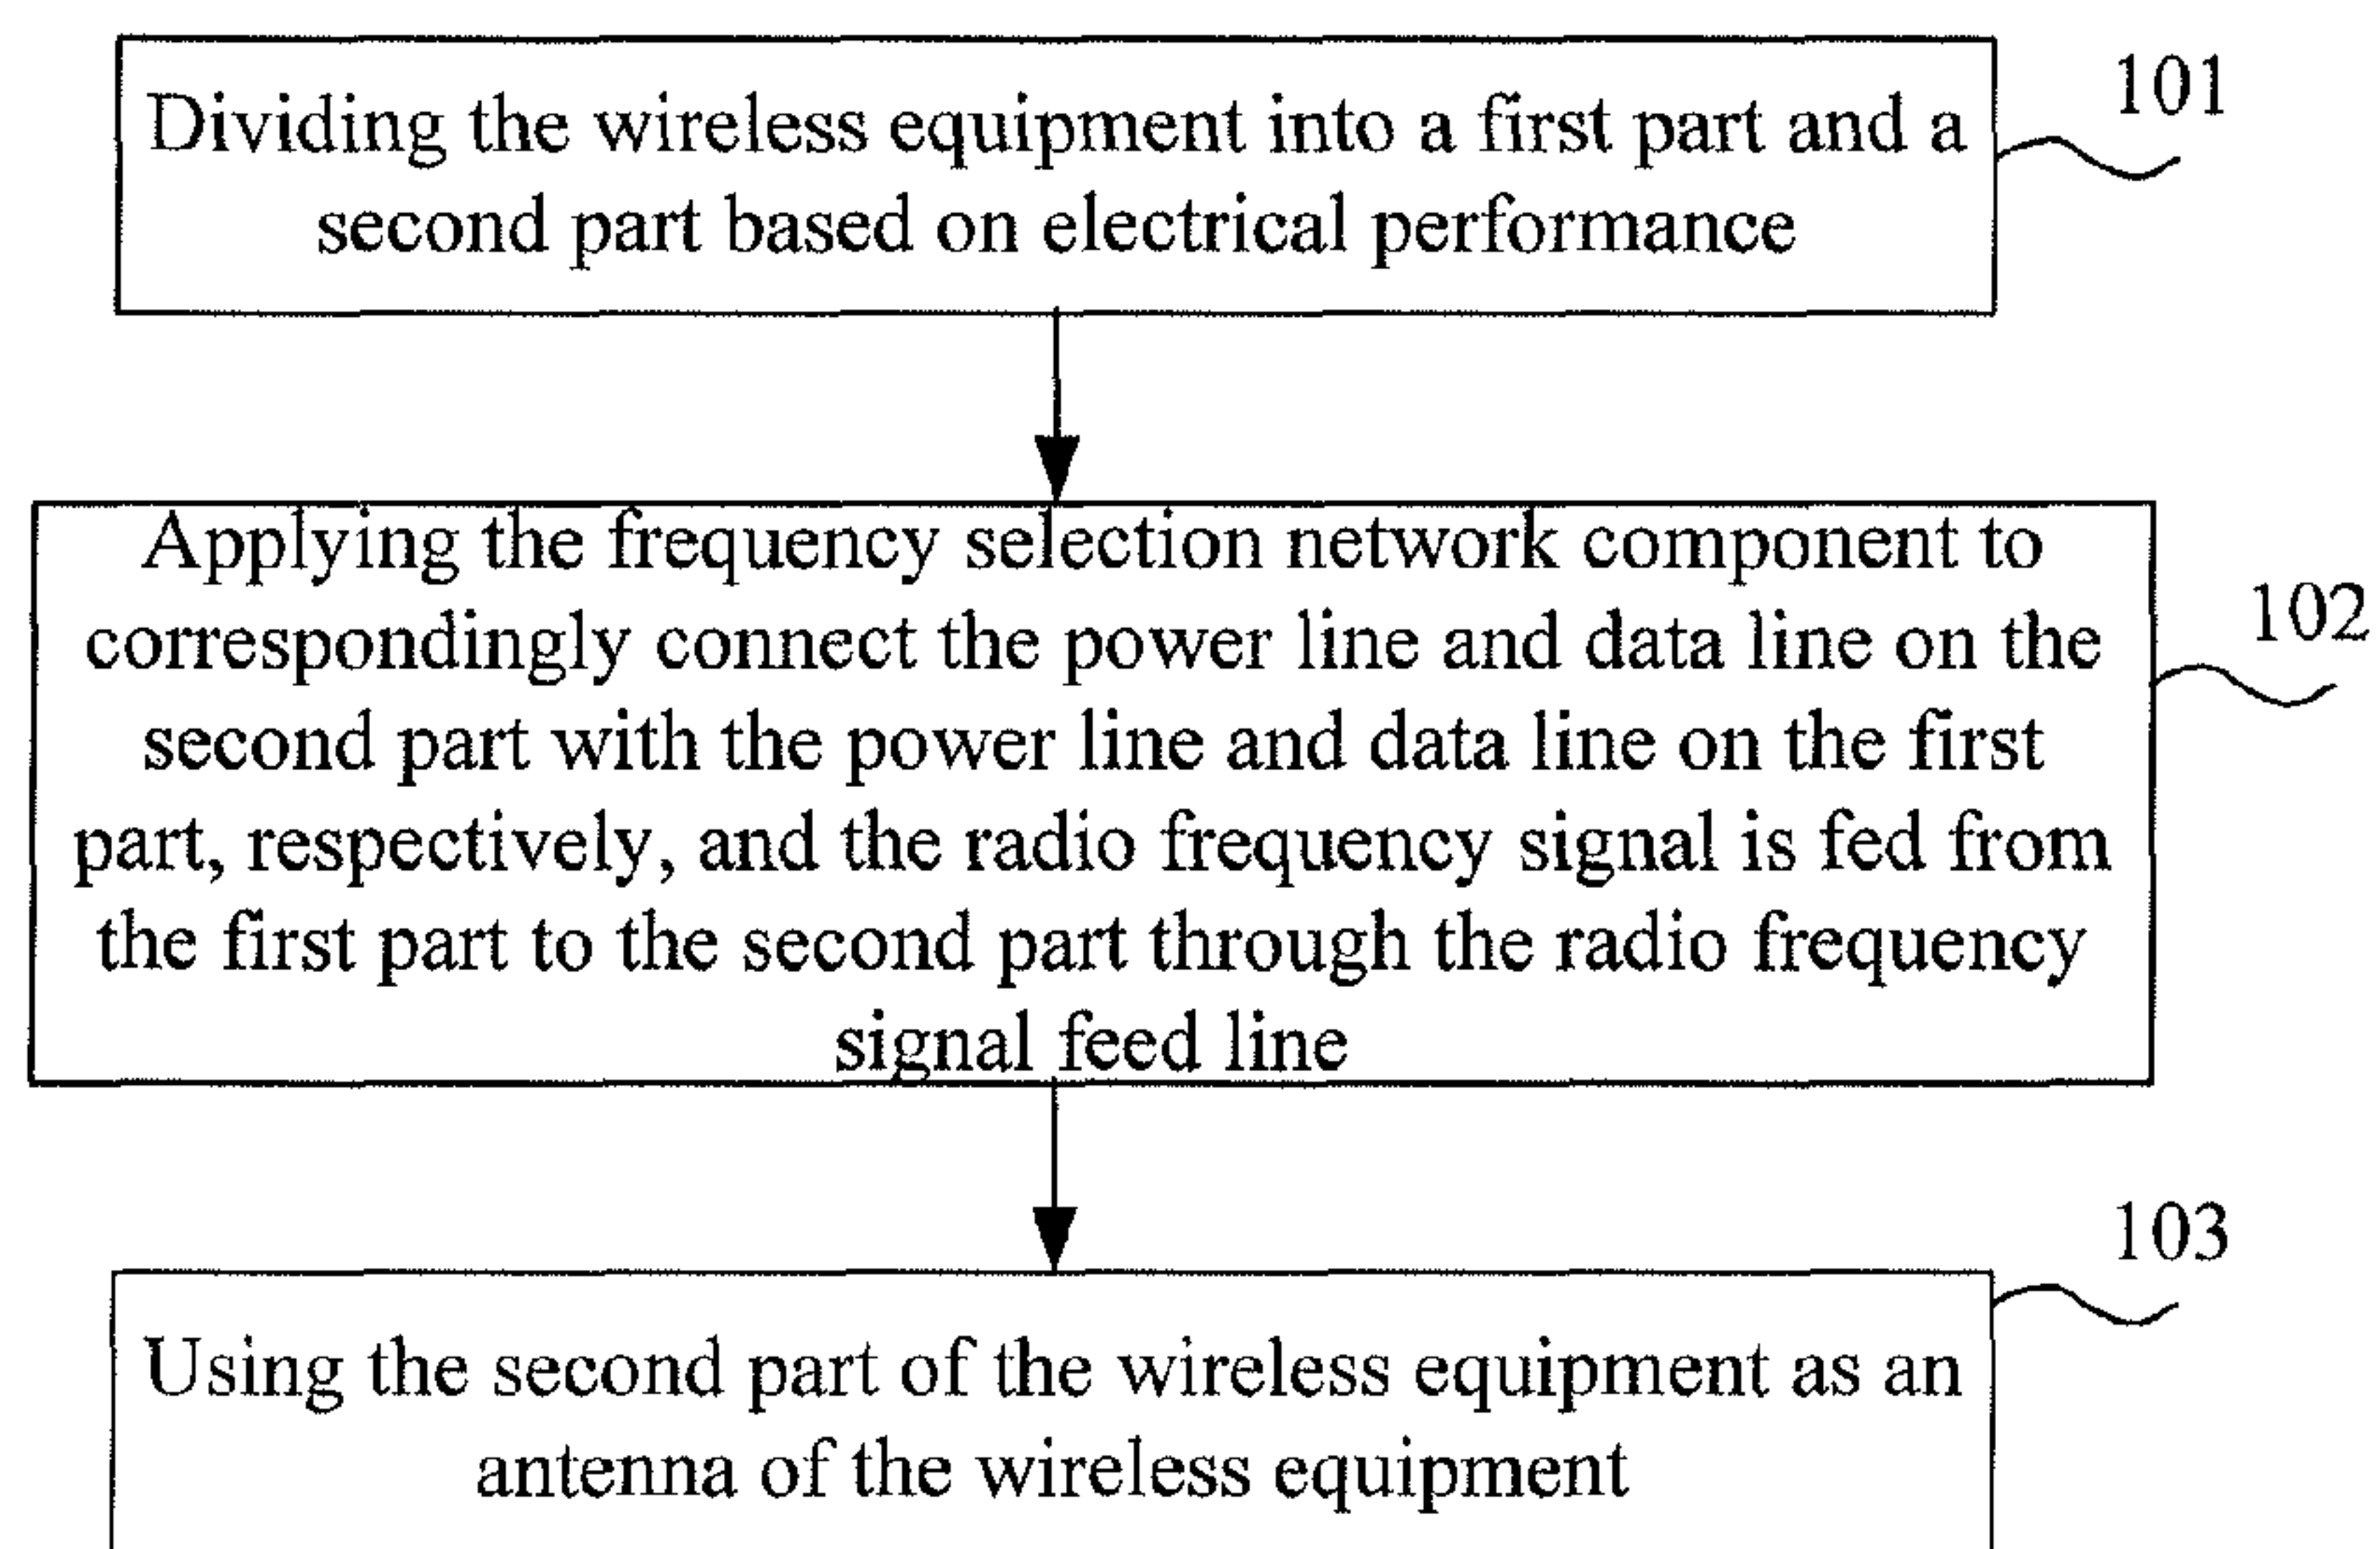 101
Dividing the wireless equipment into a first part and a
second part based on electrical performance
102
Applying the frequency selection network component to
correspondingly connect the power line and data line on the
second part with the power line and data line on the first
part, respectively, and the radio frequency signal is fed from
the first part to the second part through the radio frequency
signal feed line
103
Using the second part of the wireless equipment as an
antenna of the wireless equipment